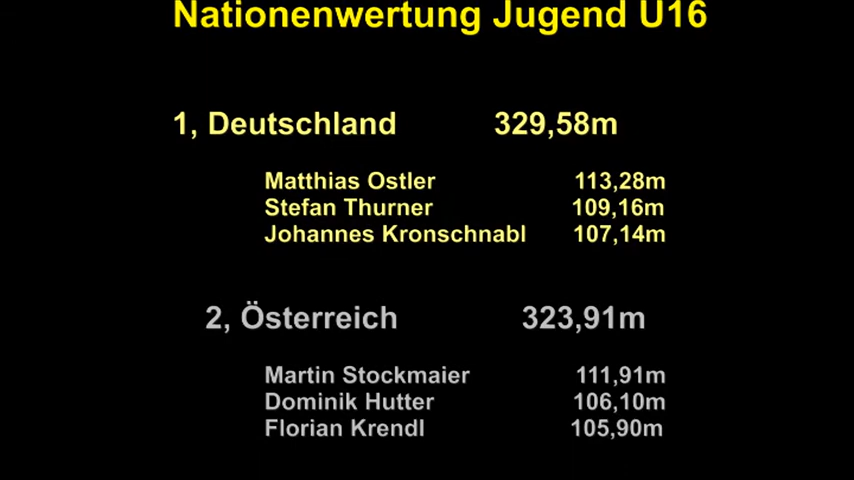 Nationenwertung Jugend U16
1, Deutschland 329,58m
Matthias Ostler 113,28m
Stefan Thurner 109,16m
Johannes Kronschnabl 107,14m
2, Österreich 323,91m
Martin Stockmaier 111,91m
Dominik Hutter 106,10m
Florian Krendl 105,90m